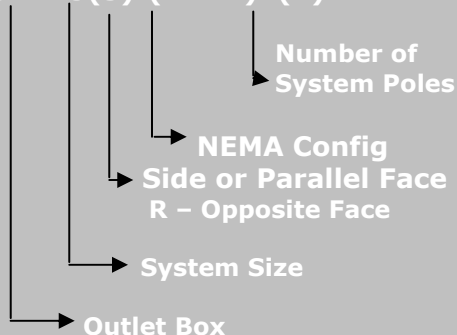 Number of
System Poles
NEMA Config
Side or Parallel Face
R – Opposite Face
System Size
Outlet Box